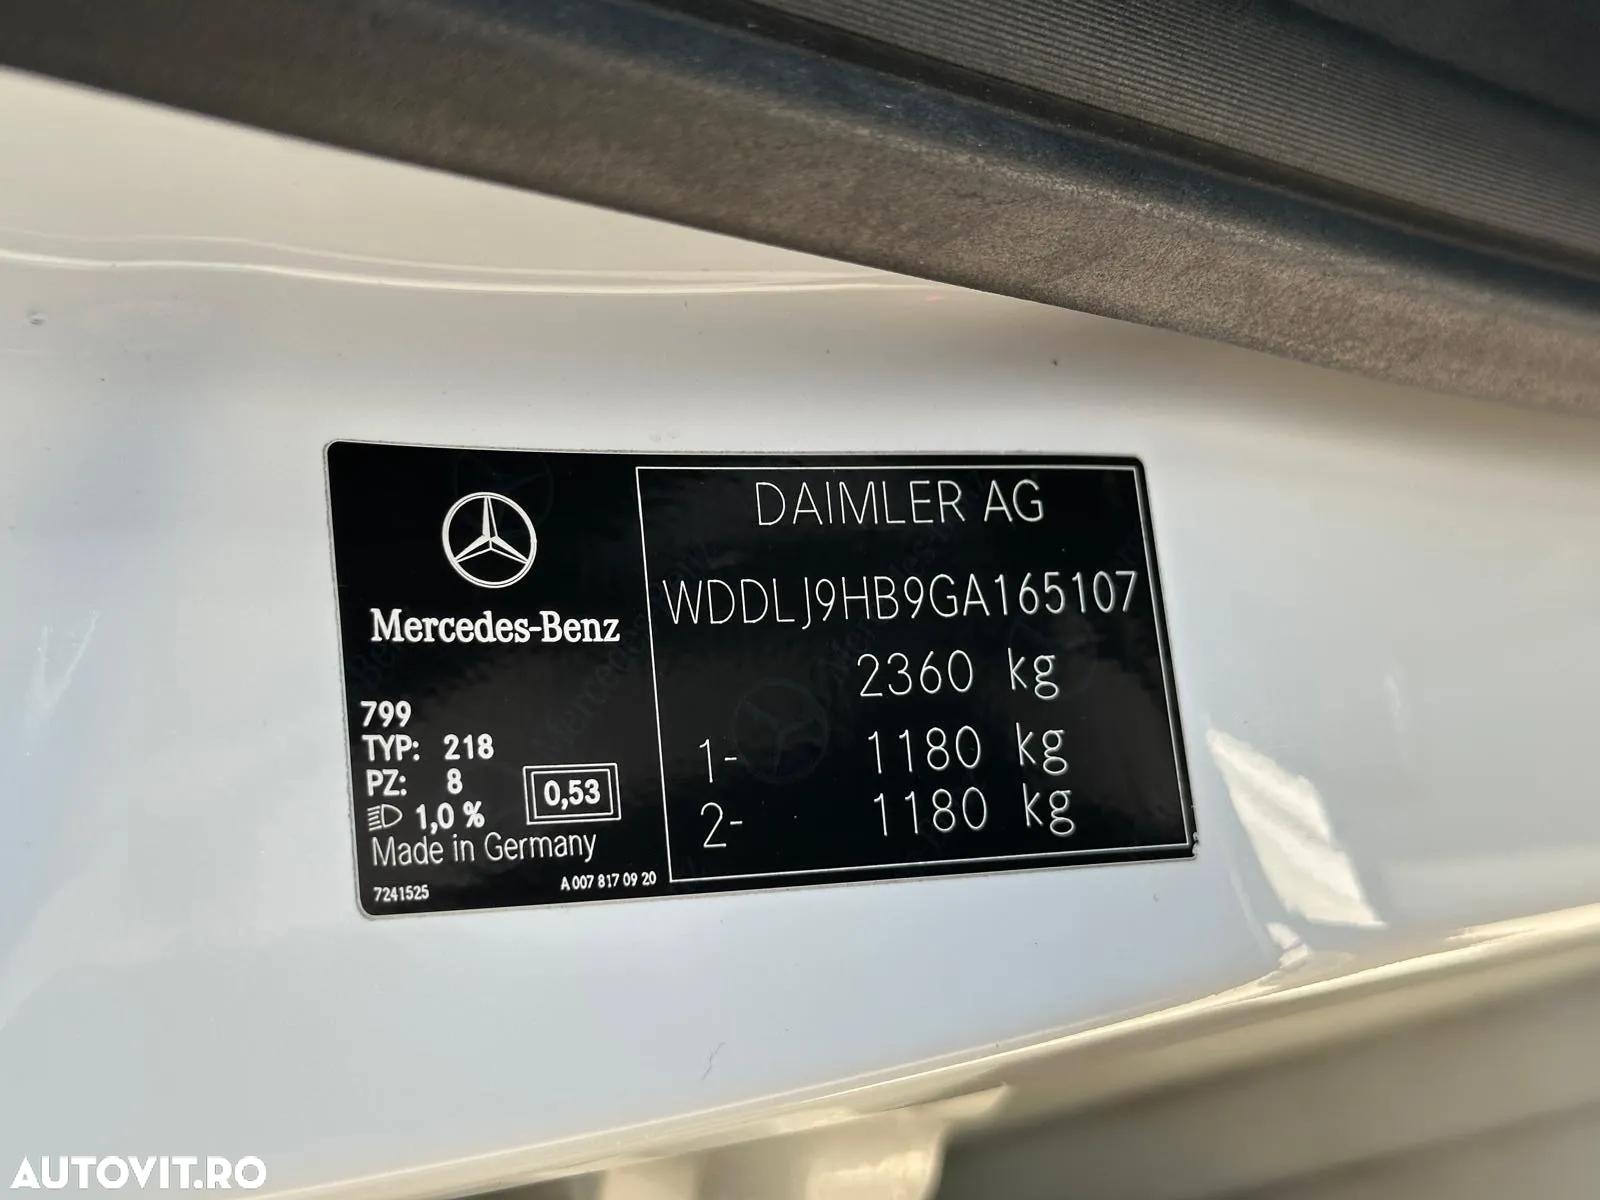 DAIMLER AG
WDDLJ9HB9GA165107
2360 kg
1- 1180 kg
2- 1180 kg
Mercedes-Benz
799
TYP: 218
PZ: 8
1,0 %
0,53
Made in Germany
7241525
A 007 817 09 20
AUTOVIT.RO